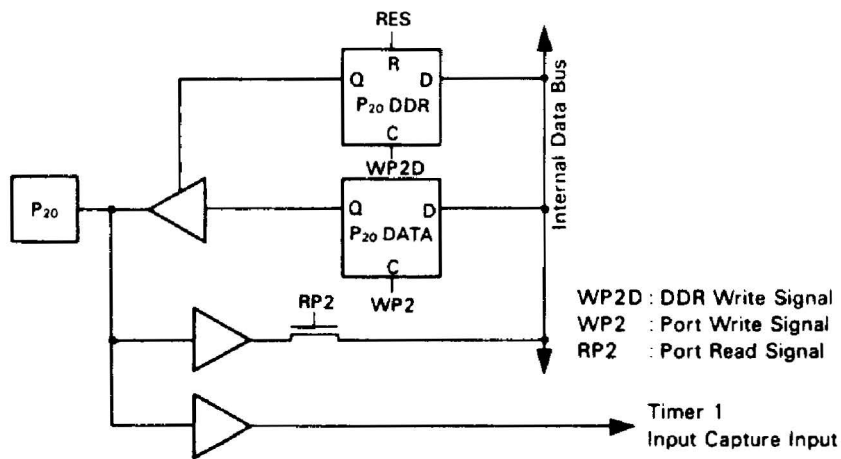 RES
R
Q D
P₂₀ DDR
C
WP2D
Internal Data Bus
P₂₀
Q D
P₂₀ DATA
C
WP2
RP2
WP2D : DDR Write Signal
WP2 : Port Write Signal
RP2 : Port Read Signal
Timer 1
Input Capture Input